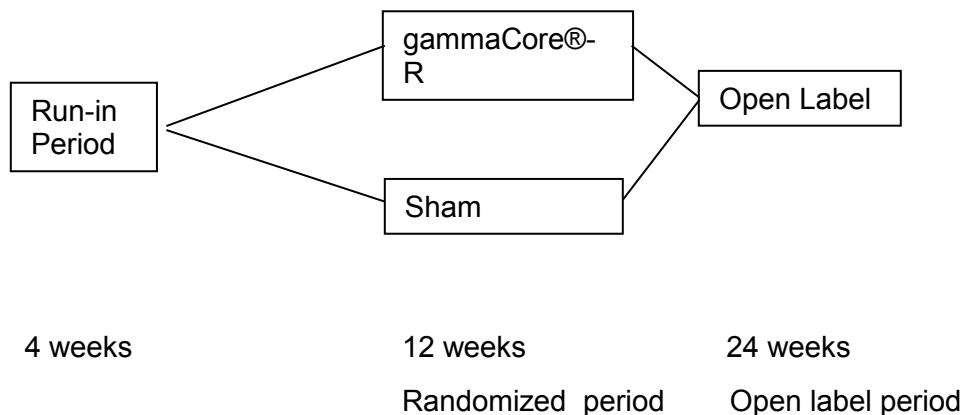 gammaCore®-
R
Run-in
Period
Open Label
Sham
4 weeks 12 weeks 24 weeks
Randomized period Open label period